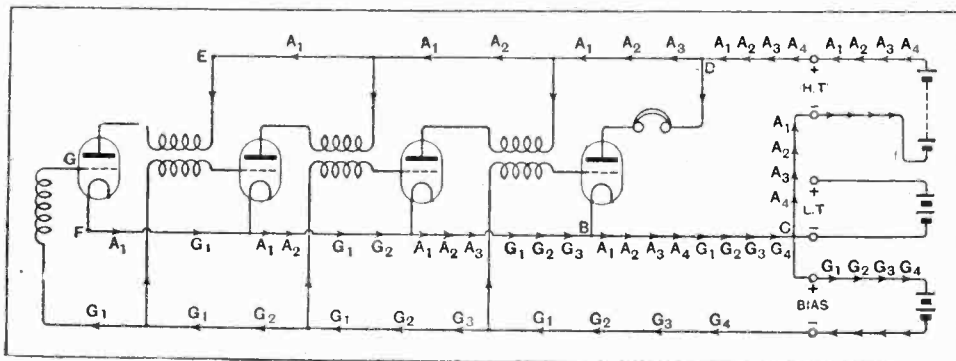 A1 A1 A2 A1 A2 A3 A1 A2 A3 A4 A1 A2 A3 A4
E D + H.T
A1 −
A2
G A3 +
A4 L.T
F B C −
A1 G1 A1 A2 G1 G2 A1 A2 A3 G1 G2 G3 A1 A2 A3 A4 G1 G2 G3 G4
G1 G2 G3 G4
+
BIAS
G1 G1 G2 G1 G2 G3 G1 G2 G3 G4 −